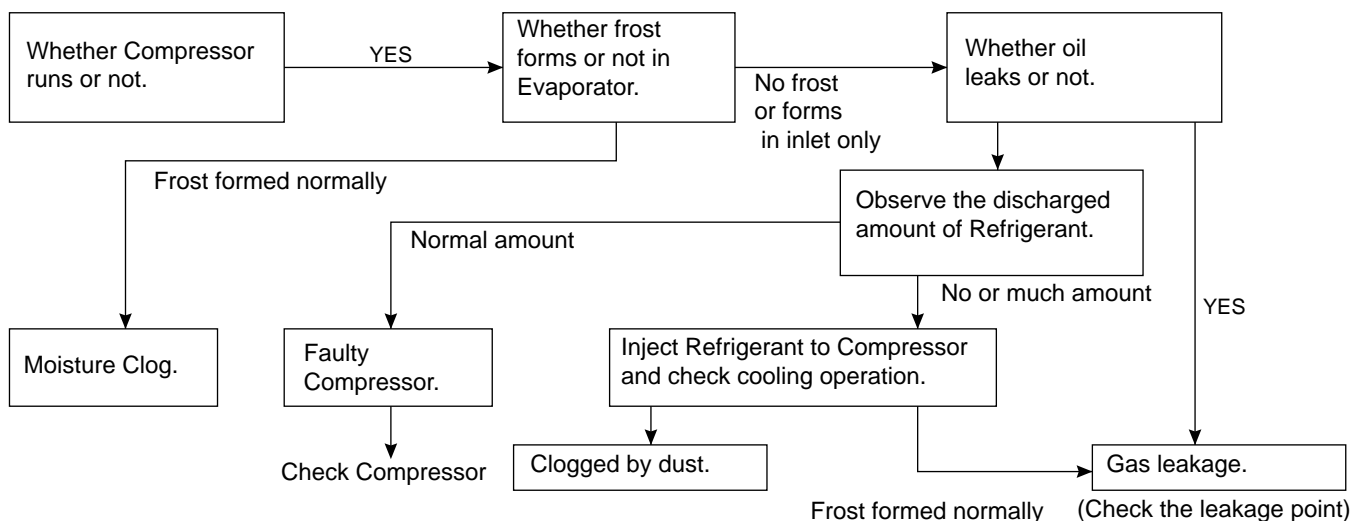 Whether Compressor
runs or not.
YES
Whether frost
forms or not in
Evaporator.
No frost
or forms
in inlet only
Whether oil
leaks or not.
Frost formed normally
Observe the discharged
amount of Refrigerant.
Normal amount
No or much amount
YES
Moisture Clog.
Faulty
Compressor.
Inject Refrigerant to Compressor
and check cooling operation.
Check Compressor
Clogged by dust.
Gas leakage.
Frost formed normally
(Check the leakage point)